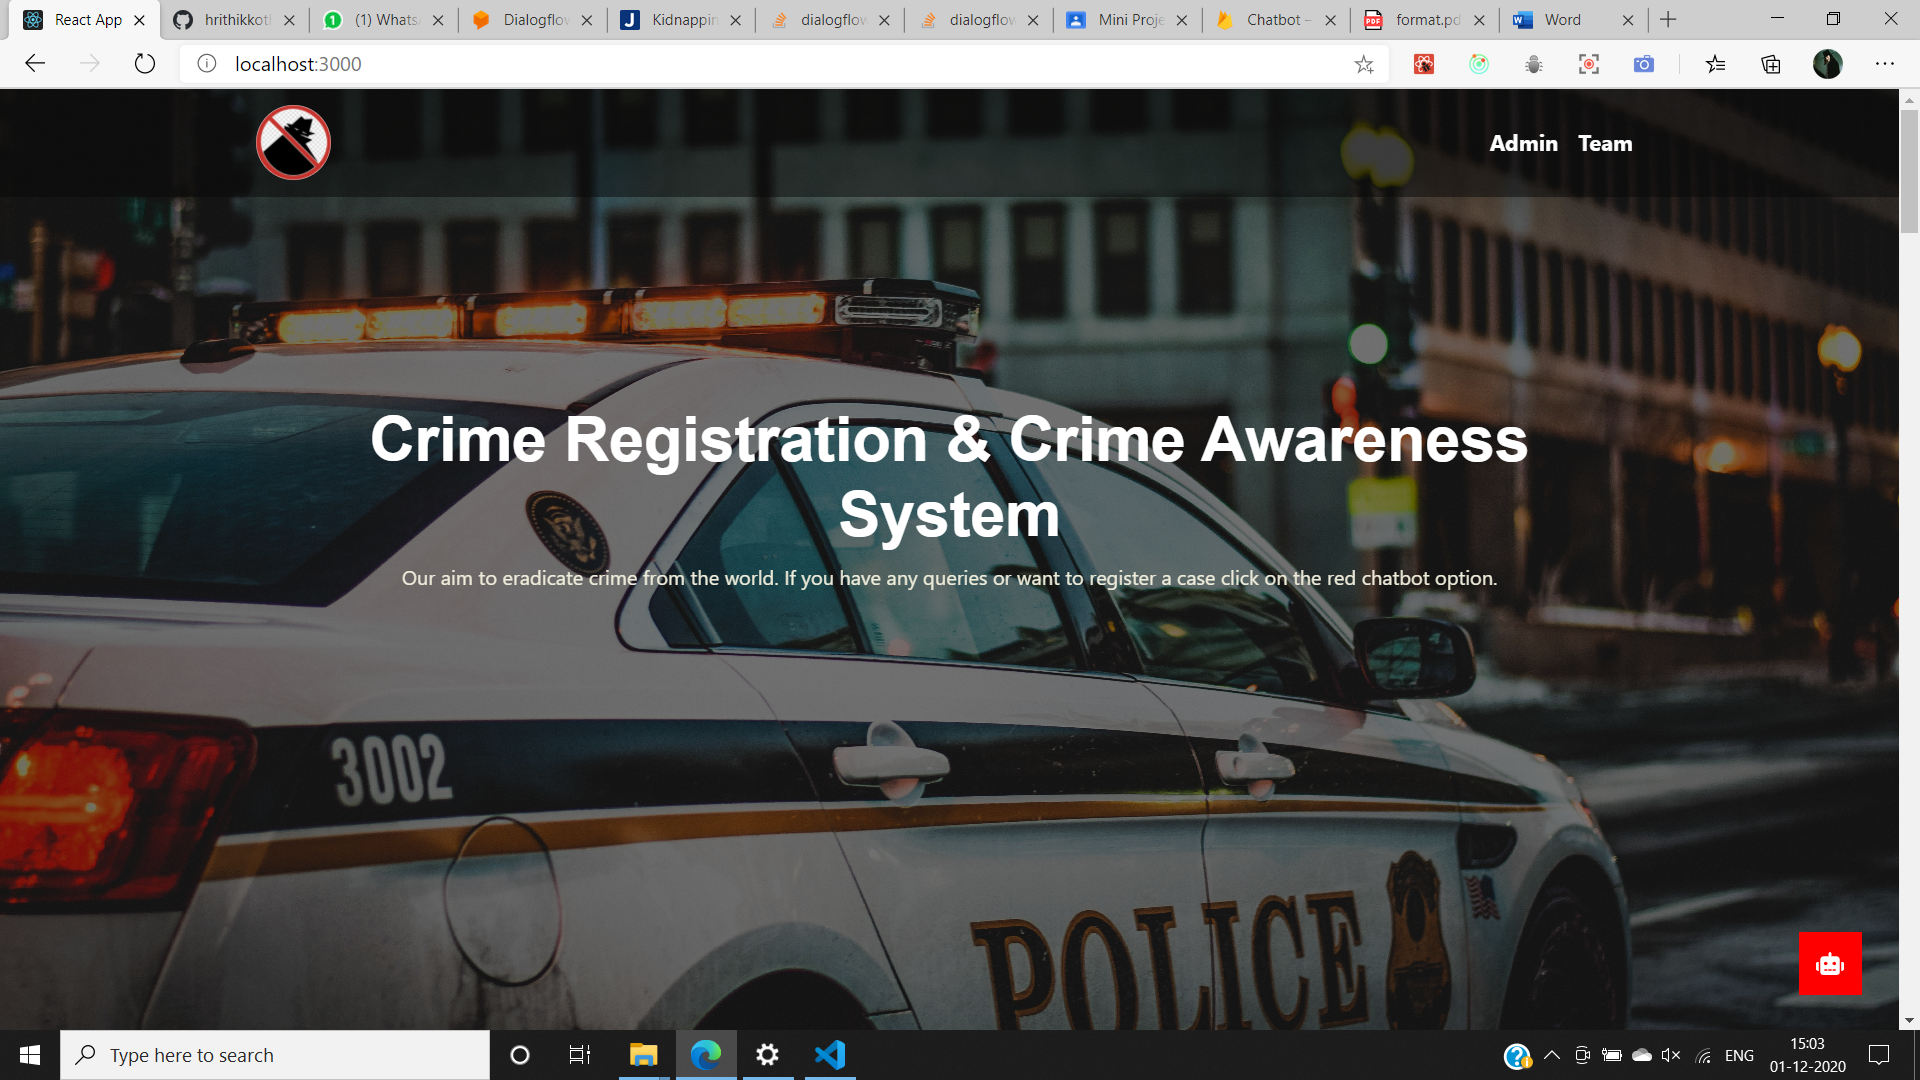 React App
hrithikkotl
(1) Whats
Dialogflow
Kidnappin
dialogflow
dialogflow
Mini Proje
Chatbot –
format.pd
Word
localhost:3000
Admin Team
Crime Registration & Crime Awareness
System
Our aim to eradicate crime from the world. If you have any queries or want to register a case click on the red chatbot option.
3002
POLICE
Type here to search
ENG
15:03
01-12-2020